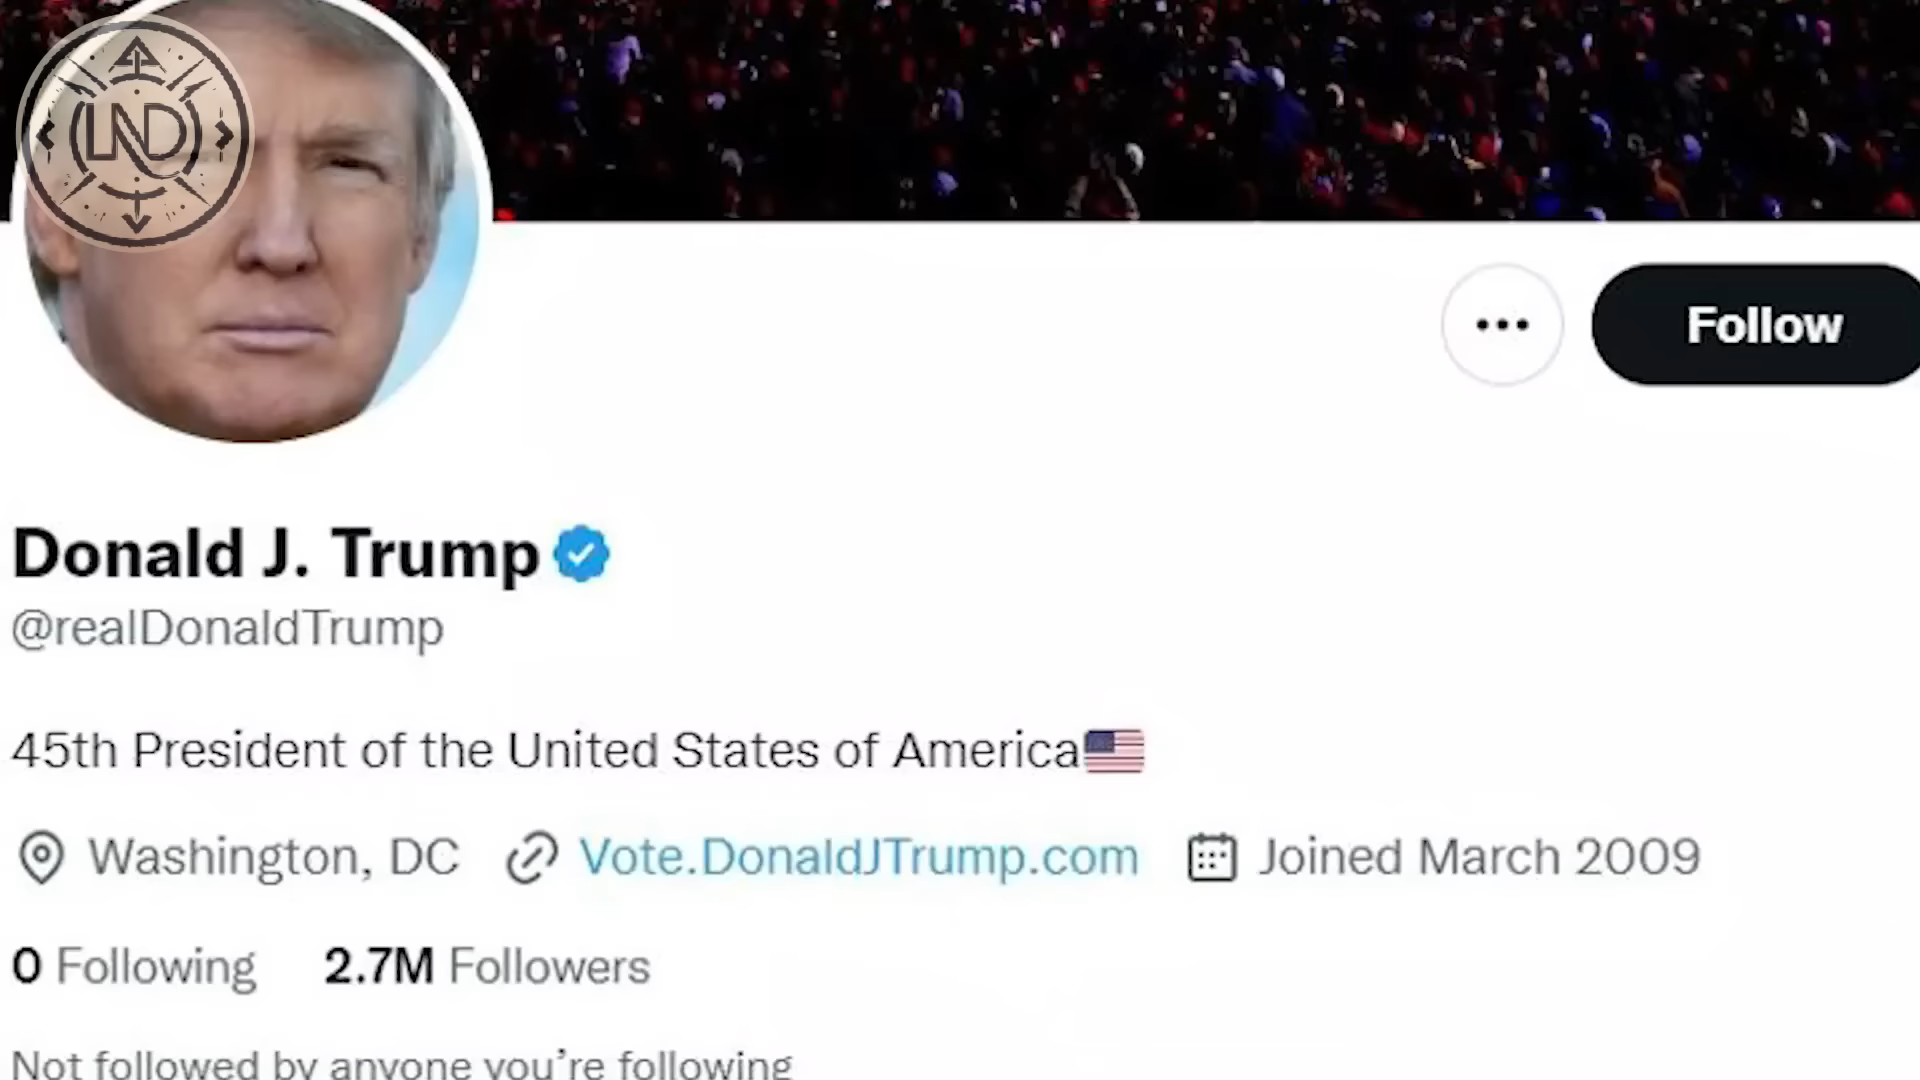 LND
Follow
Donald J. Trump
@realDonaldTrump
45th President of the United States of America
Washington, DC Vote.DonaldJTrump.com Joined March 2009
0 Following 2.7M Followers
Not followed by anyone you're following